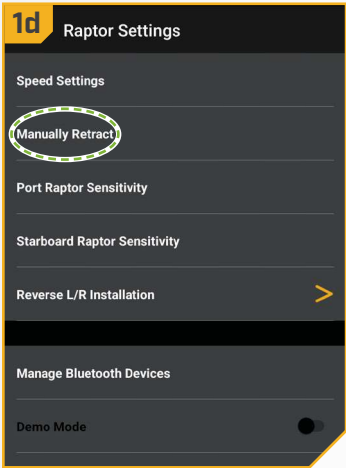 1d
Raptor Settings
Speed Settings
Manually Retract
Port Raptor Sensitivity
Starboard Raptor Sensitivity
Reverse L/R Installation
Manage Bluetooth Devices
Demo Mode